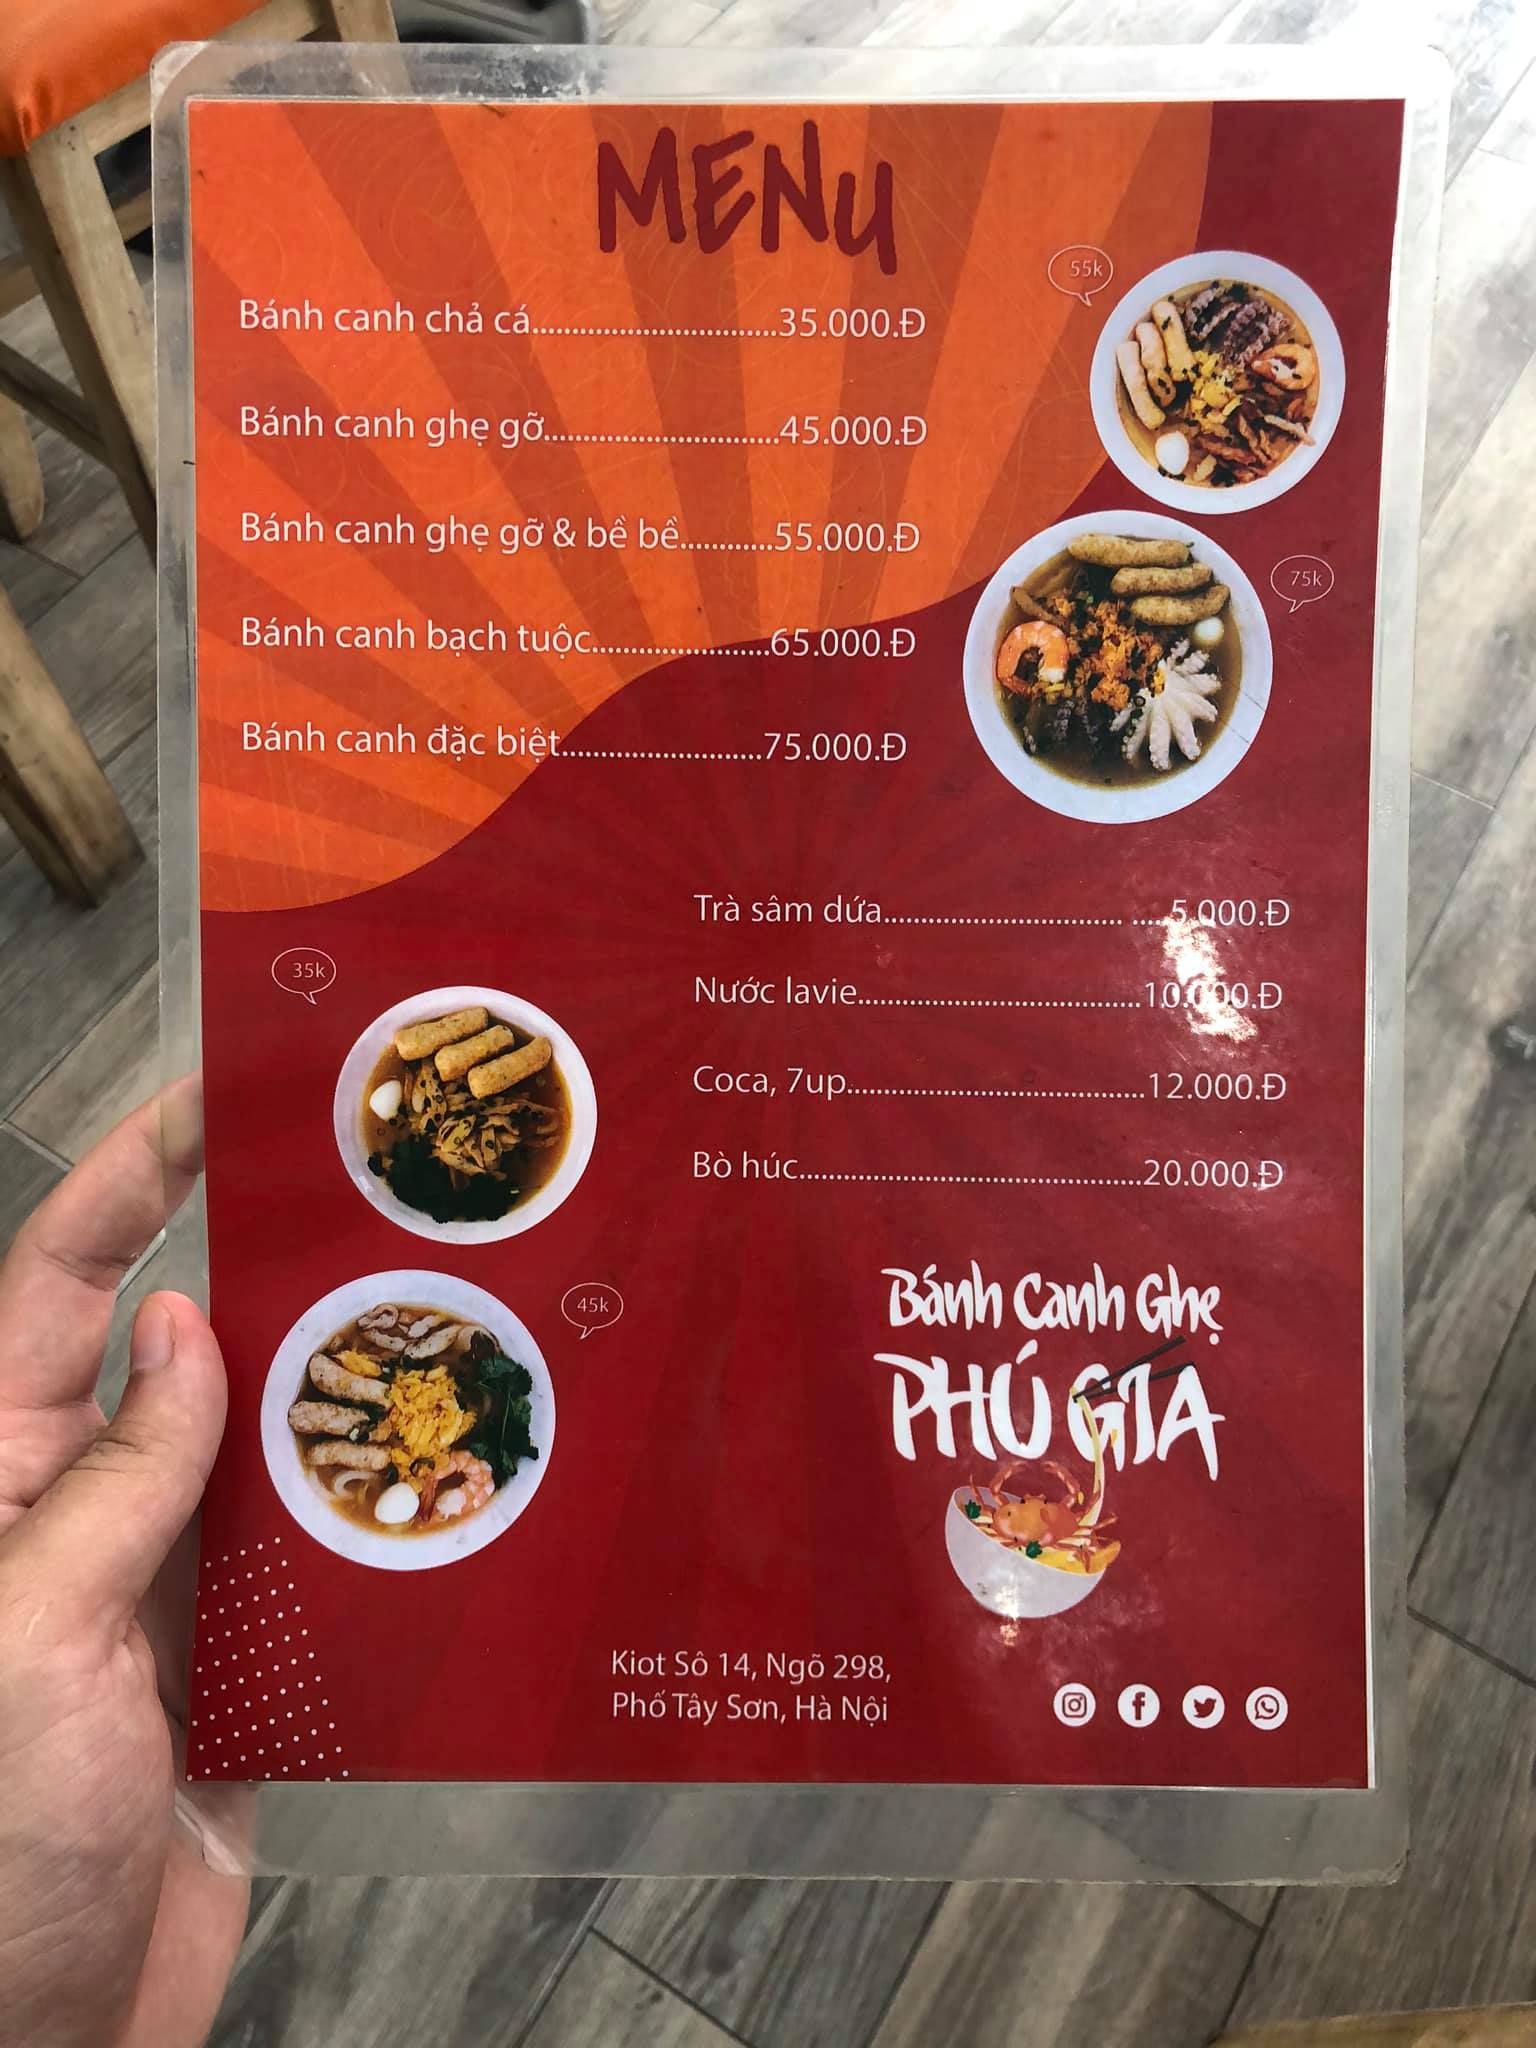 MENU
55k
Bánh canh chả cá.............................35.000.Đ
Bánh canh ghẹ gỡ............................45.000.Đ
Bánh canh ghẹ gỡ & bề bề...........55.000.Đ
75k
Bánh canh bạch tuộc.....................65.000.Đ
Bánh canh đặc biệt........................75.000.Đ
Trà sâm dứa............................... .....5.000.Đ
Nước lavie.....................................10.000.Đ
35k
Coca, 7up.......................................12.000.Đ
Bò húc.............................................20.000.Đ
45k
Bánh Canh Ghẹ
PHÚ GIA
Kiot Sô 14, Ngõ 298,
Phố Tây Sơn, Hà Nội